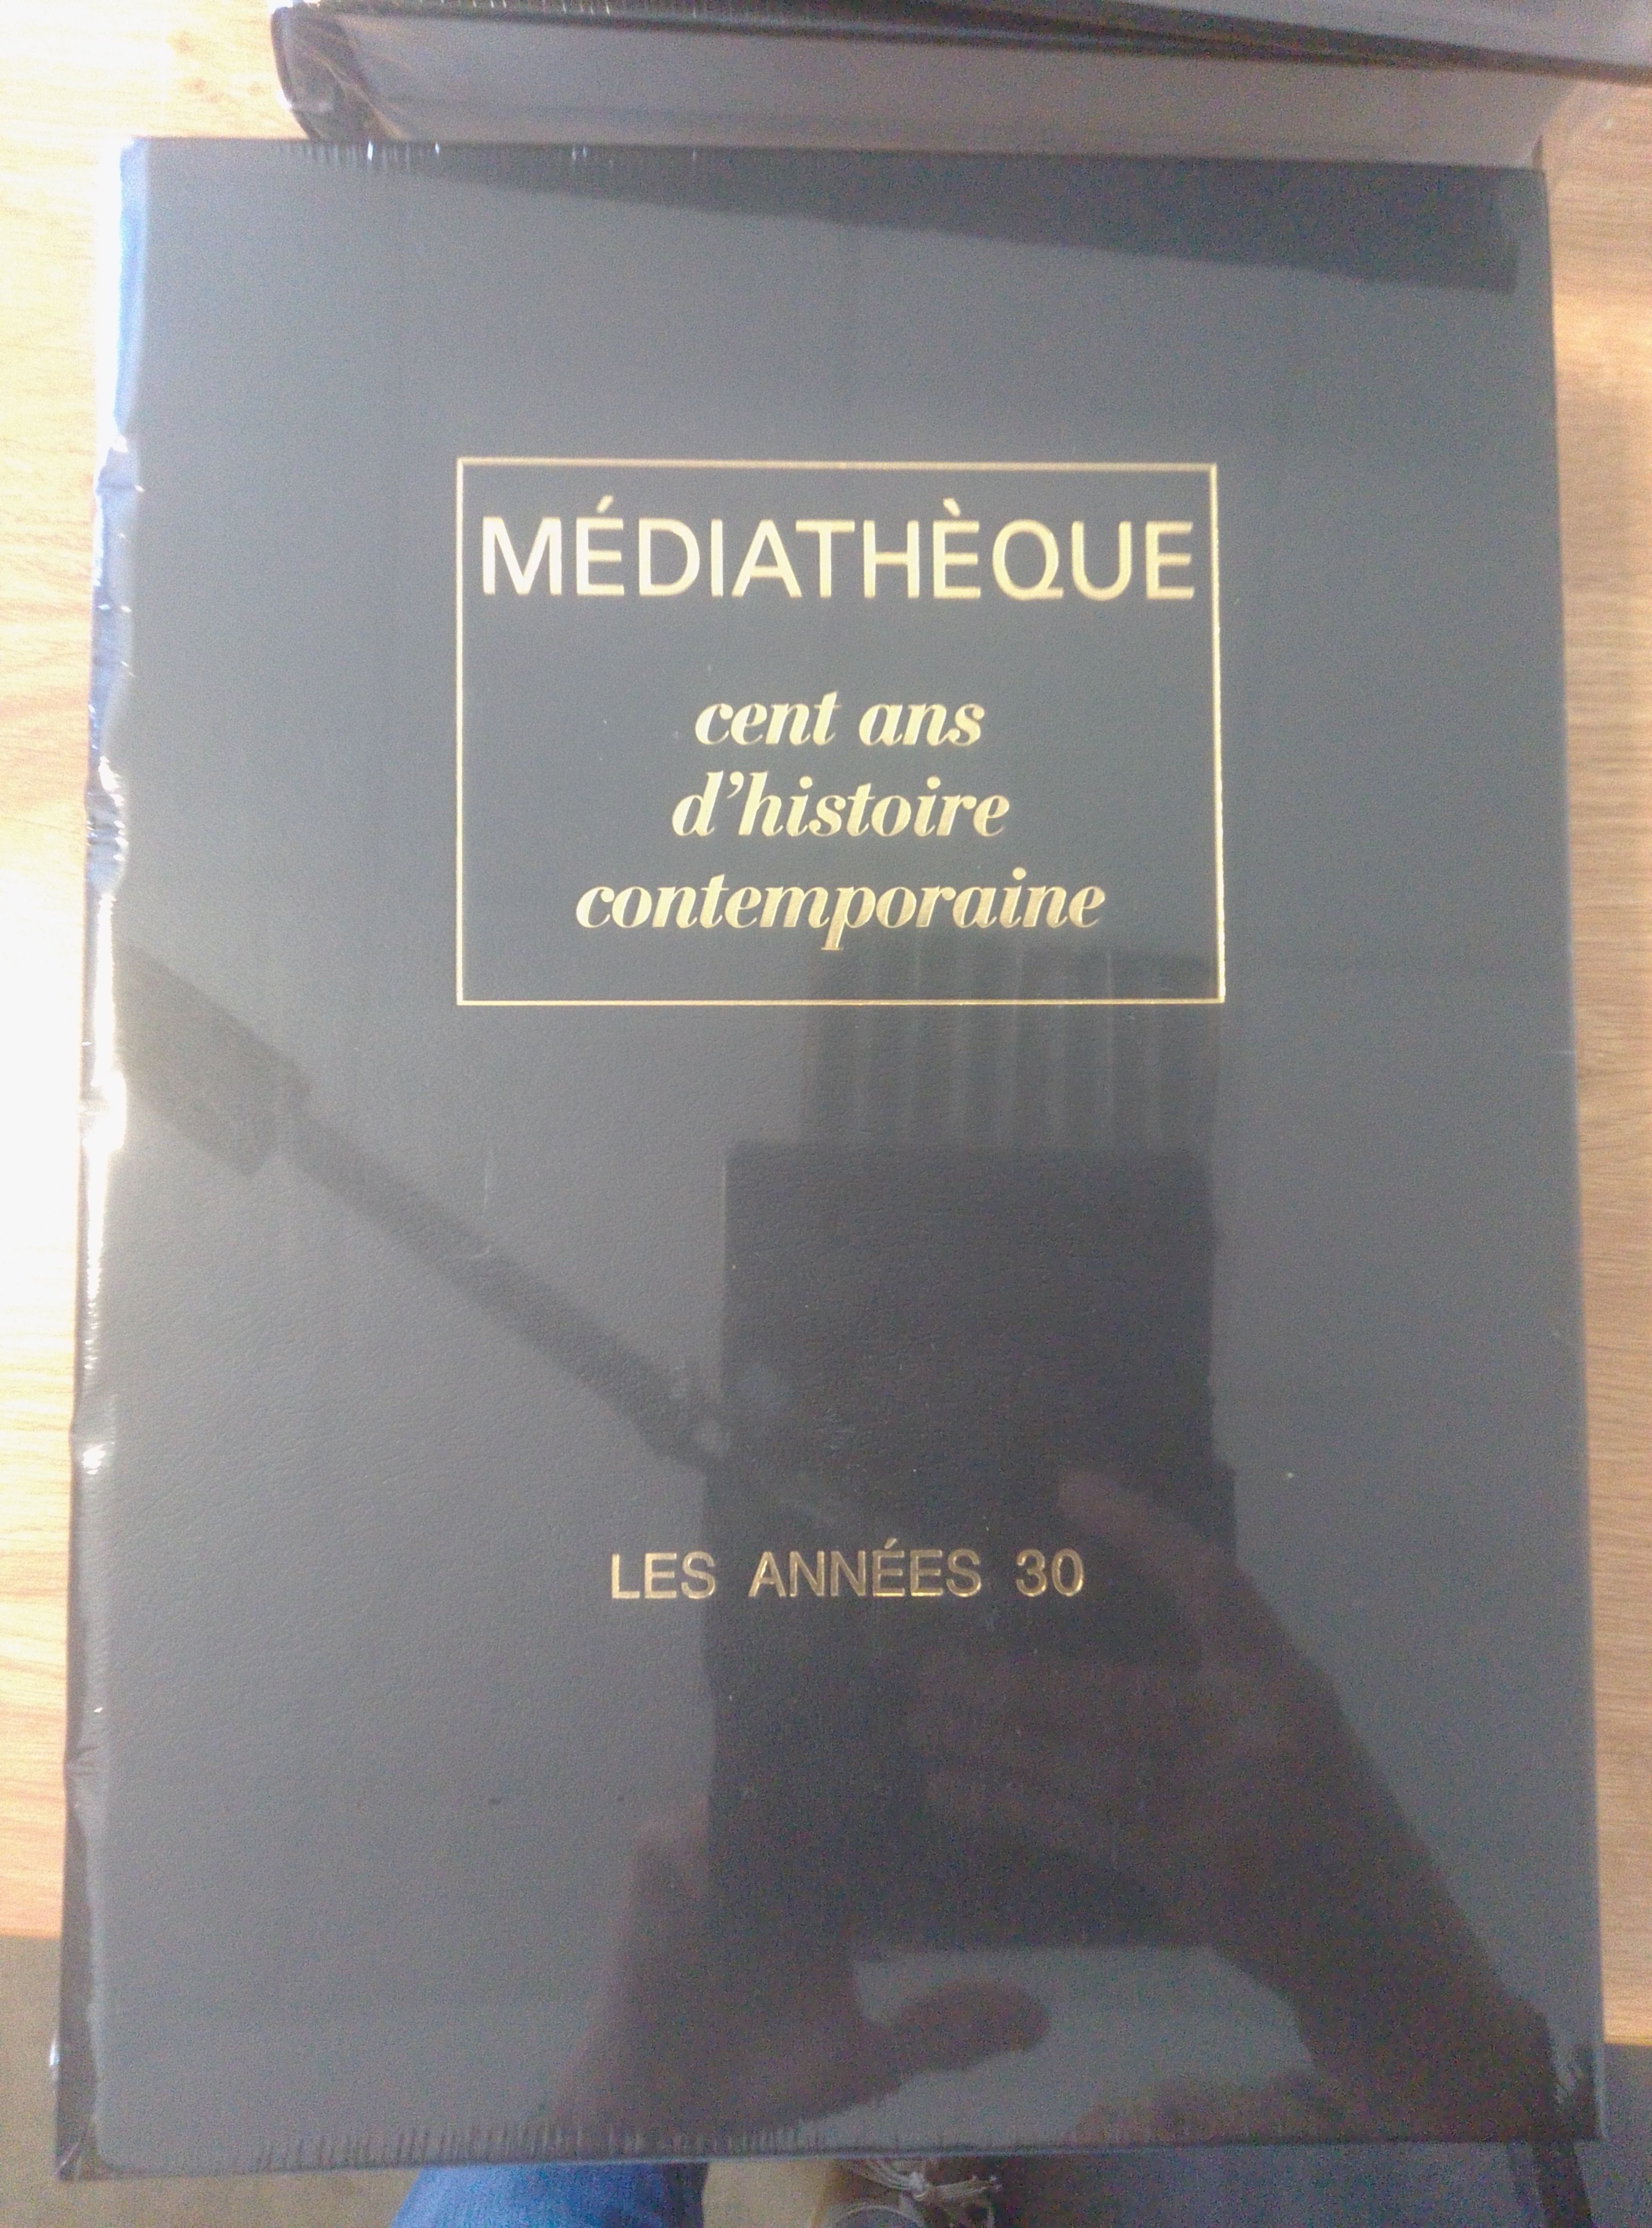 MÉDIATHÈQUE
cent ans
d'histoire
contemporaine
LES ANNÉES 30